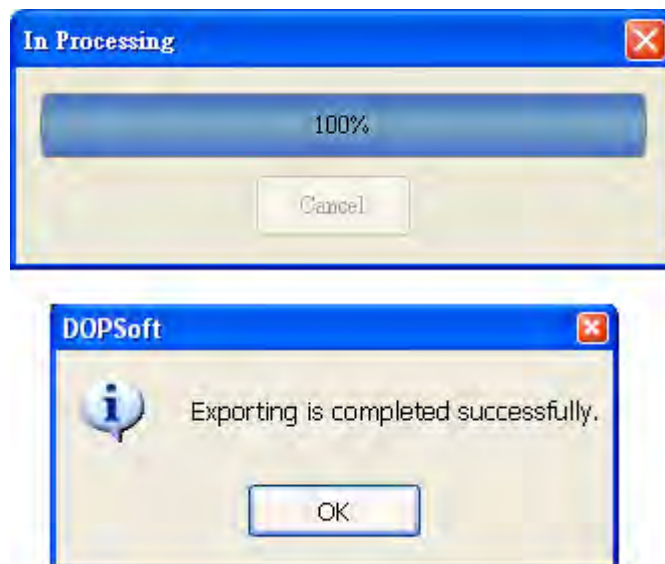 In Processing
100%
Cancel
DOPSoft
Exporting is completed successfully.
OK